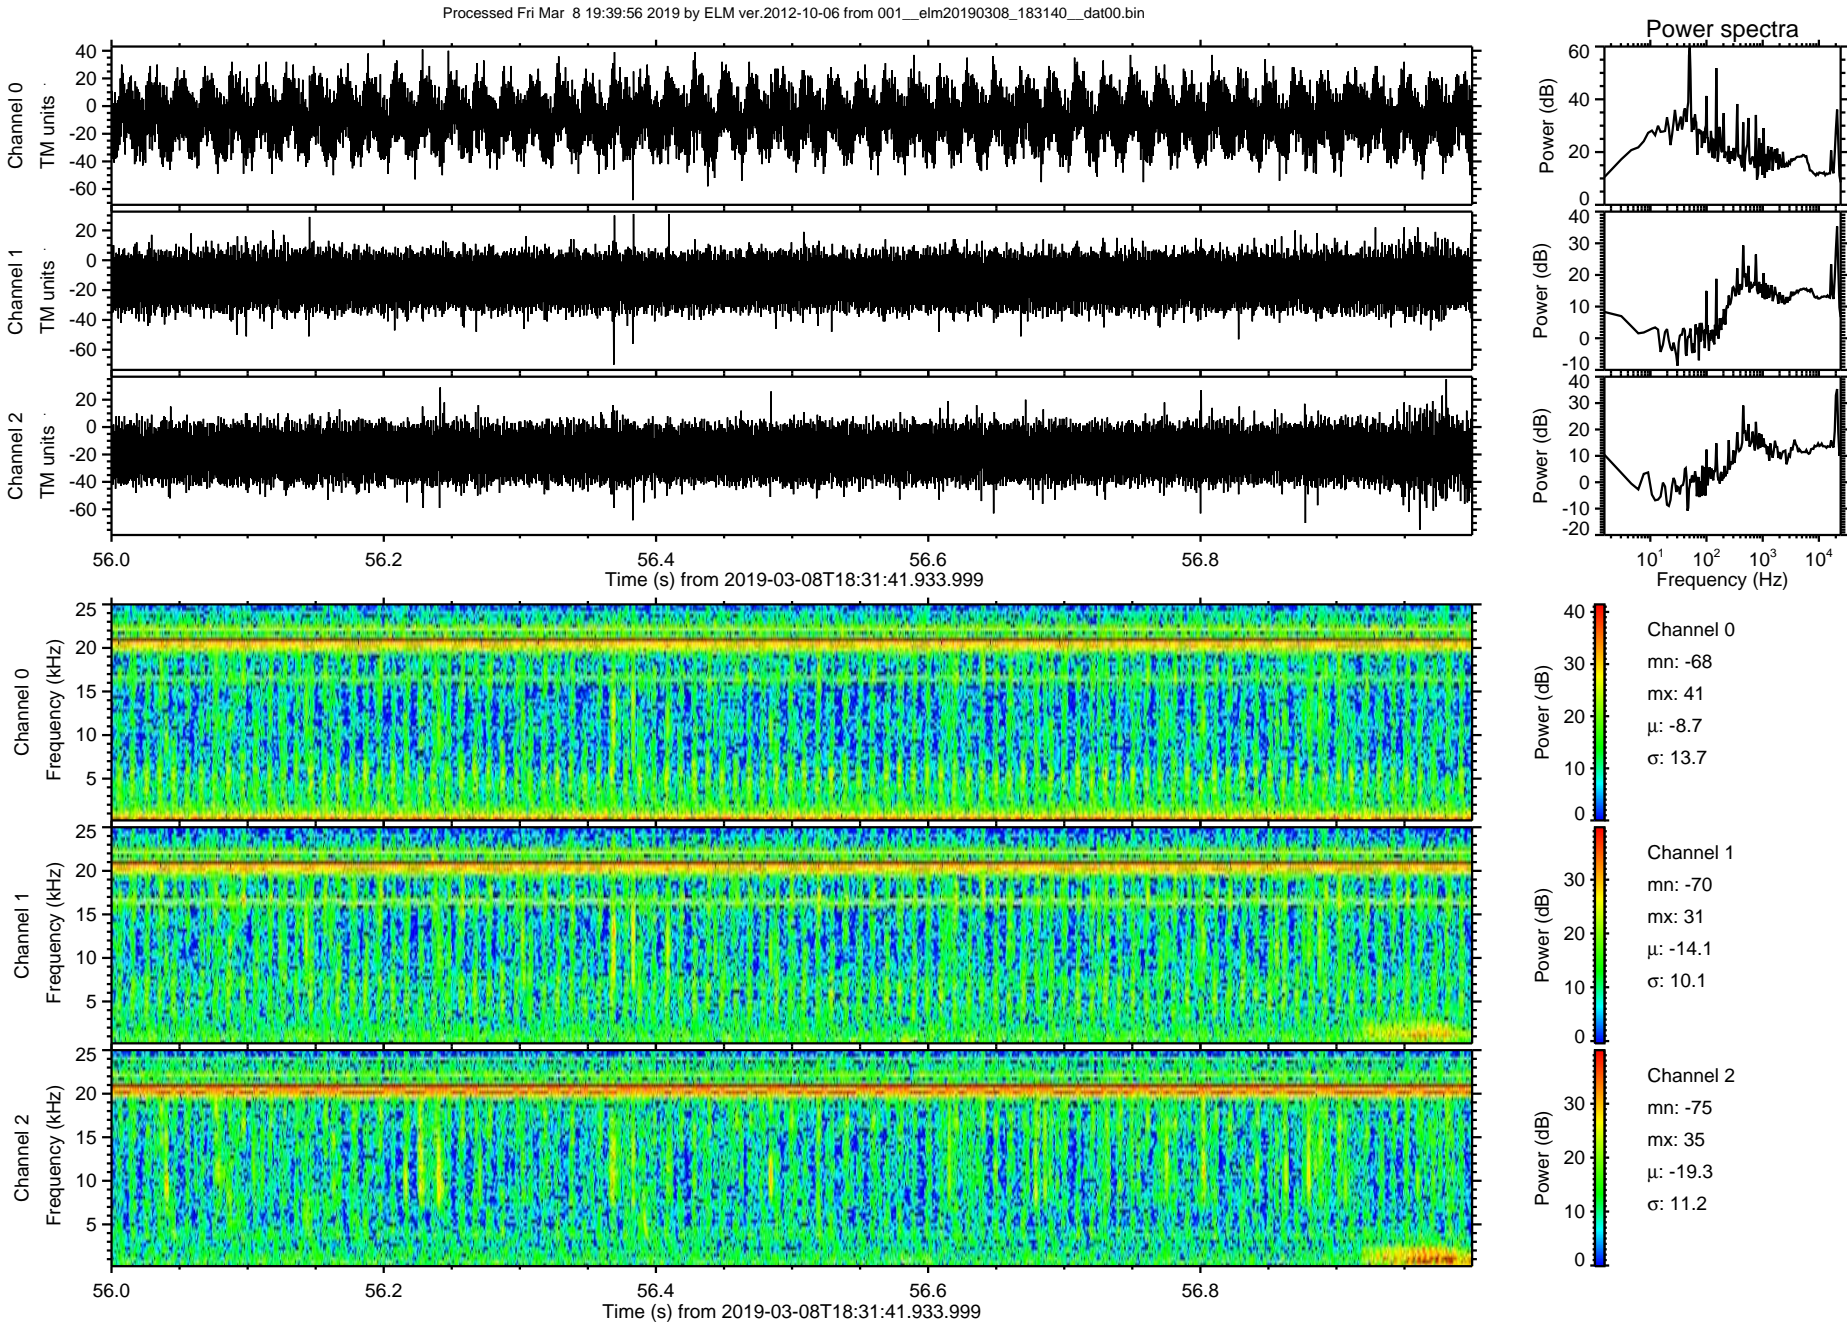 Processed Fri Mar  8 19:39:56 2019 by ELM ver.2012-10-06 from 001__elm20190308_183140__dat00.bin
Power spectra
Channel 0
TM units
40
20
0
-20
-40
-60
Power (dB)
60
40
20
0
Channel 1
TM units
20
0
-20
-40
-60
Power (dB)
40
30
20
10
0
-10
Channel 2
TM units
20
0
-20
-40
-60
Power (dB)
40
30
20
10
0
-10
-20
56.0 56.2 56.4 56.6 56.8
Time (s) from 2019-03-08T18:31:41.933.999
10^1 10^2 10^3 10^4
Frequency (Hz)
Channel 0
Frequency (kHz)
25
20
15
10
5
Power (dB)
40
30
20
10
0
Channel 0
mn: -68
mx: 41
μ: -8.7
σ: 13.7
Channel 1
Frequency (kHz)
25
20
15
10
5
Power (dB)
30
20
10
0
Channel 1
mn: -70
mx: 31
μ: -14.1
σ: 10.1
Channel 2
Frequency (kHz)
25
20
15
10
5
Power (dB)
30
20
10
0
Channel 2
mn: -75
mx: 35
μ: -19.3
σ: 11.2
56.0 56.2 56.4 56.6 56.8
Time (s) from 2019-03-08T18:31:41.933.999